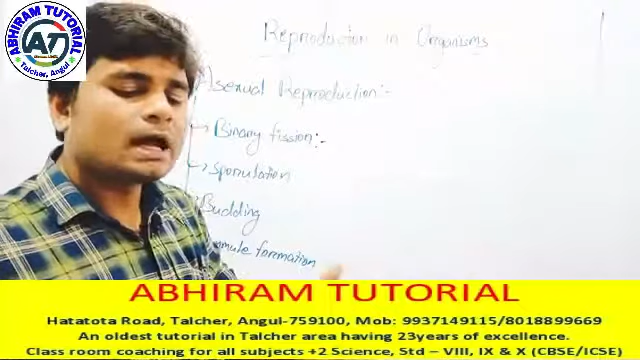 ABHIRAM TUTORIAL
AT
Talcher, Angul
Reproduction in Organisms
Asexual Reproduction:-
Binary fission:-
Sporulation
Budding
mule formation
ABHIRAM TUTORIAL
Hatatota Road, Talcher, Angul-759100, Mob: 9937149115/8018899669
An oldest tutorial in Talcher area having 23years of excellence.
Class room coaching for all subjects +2 Science, Std – VIII, IX & X (CBSE/ICSE)